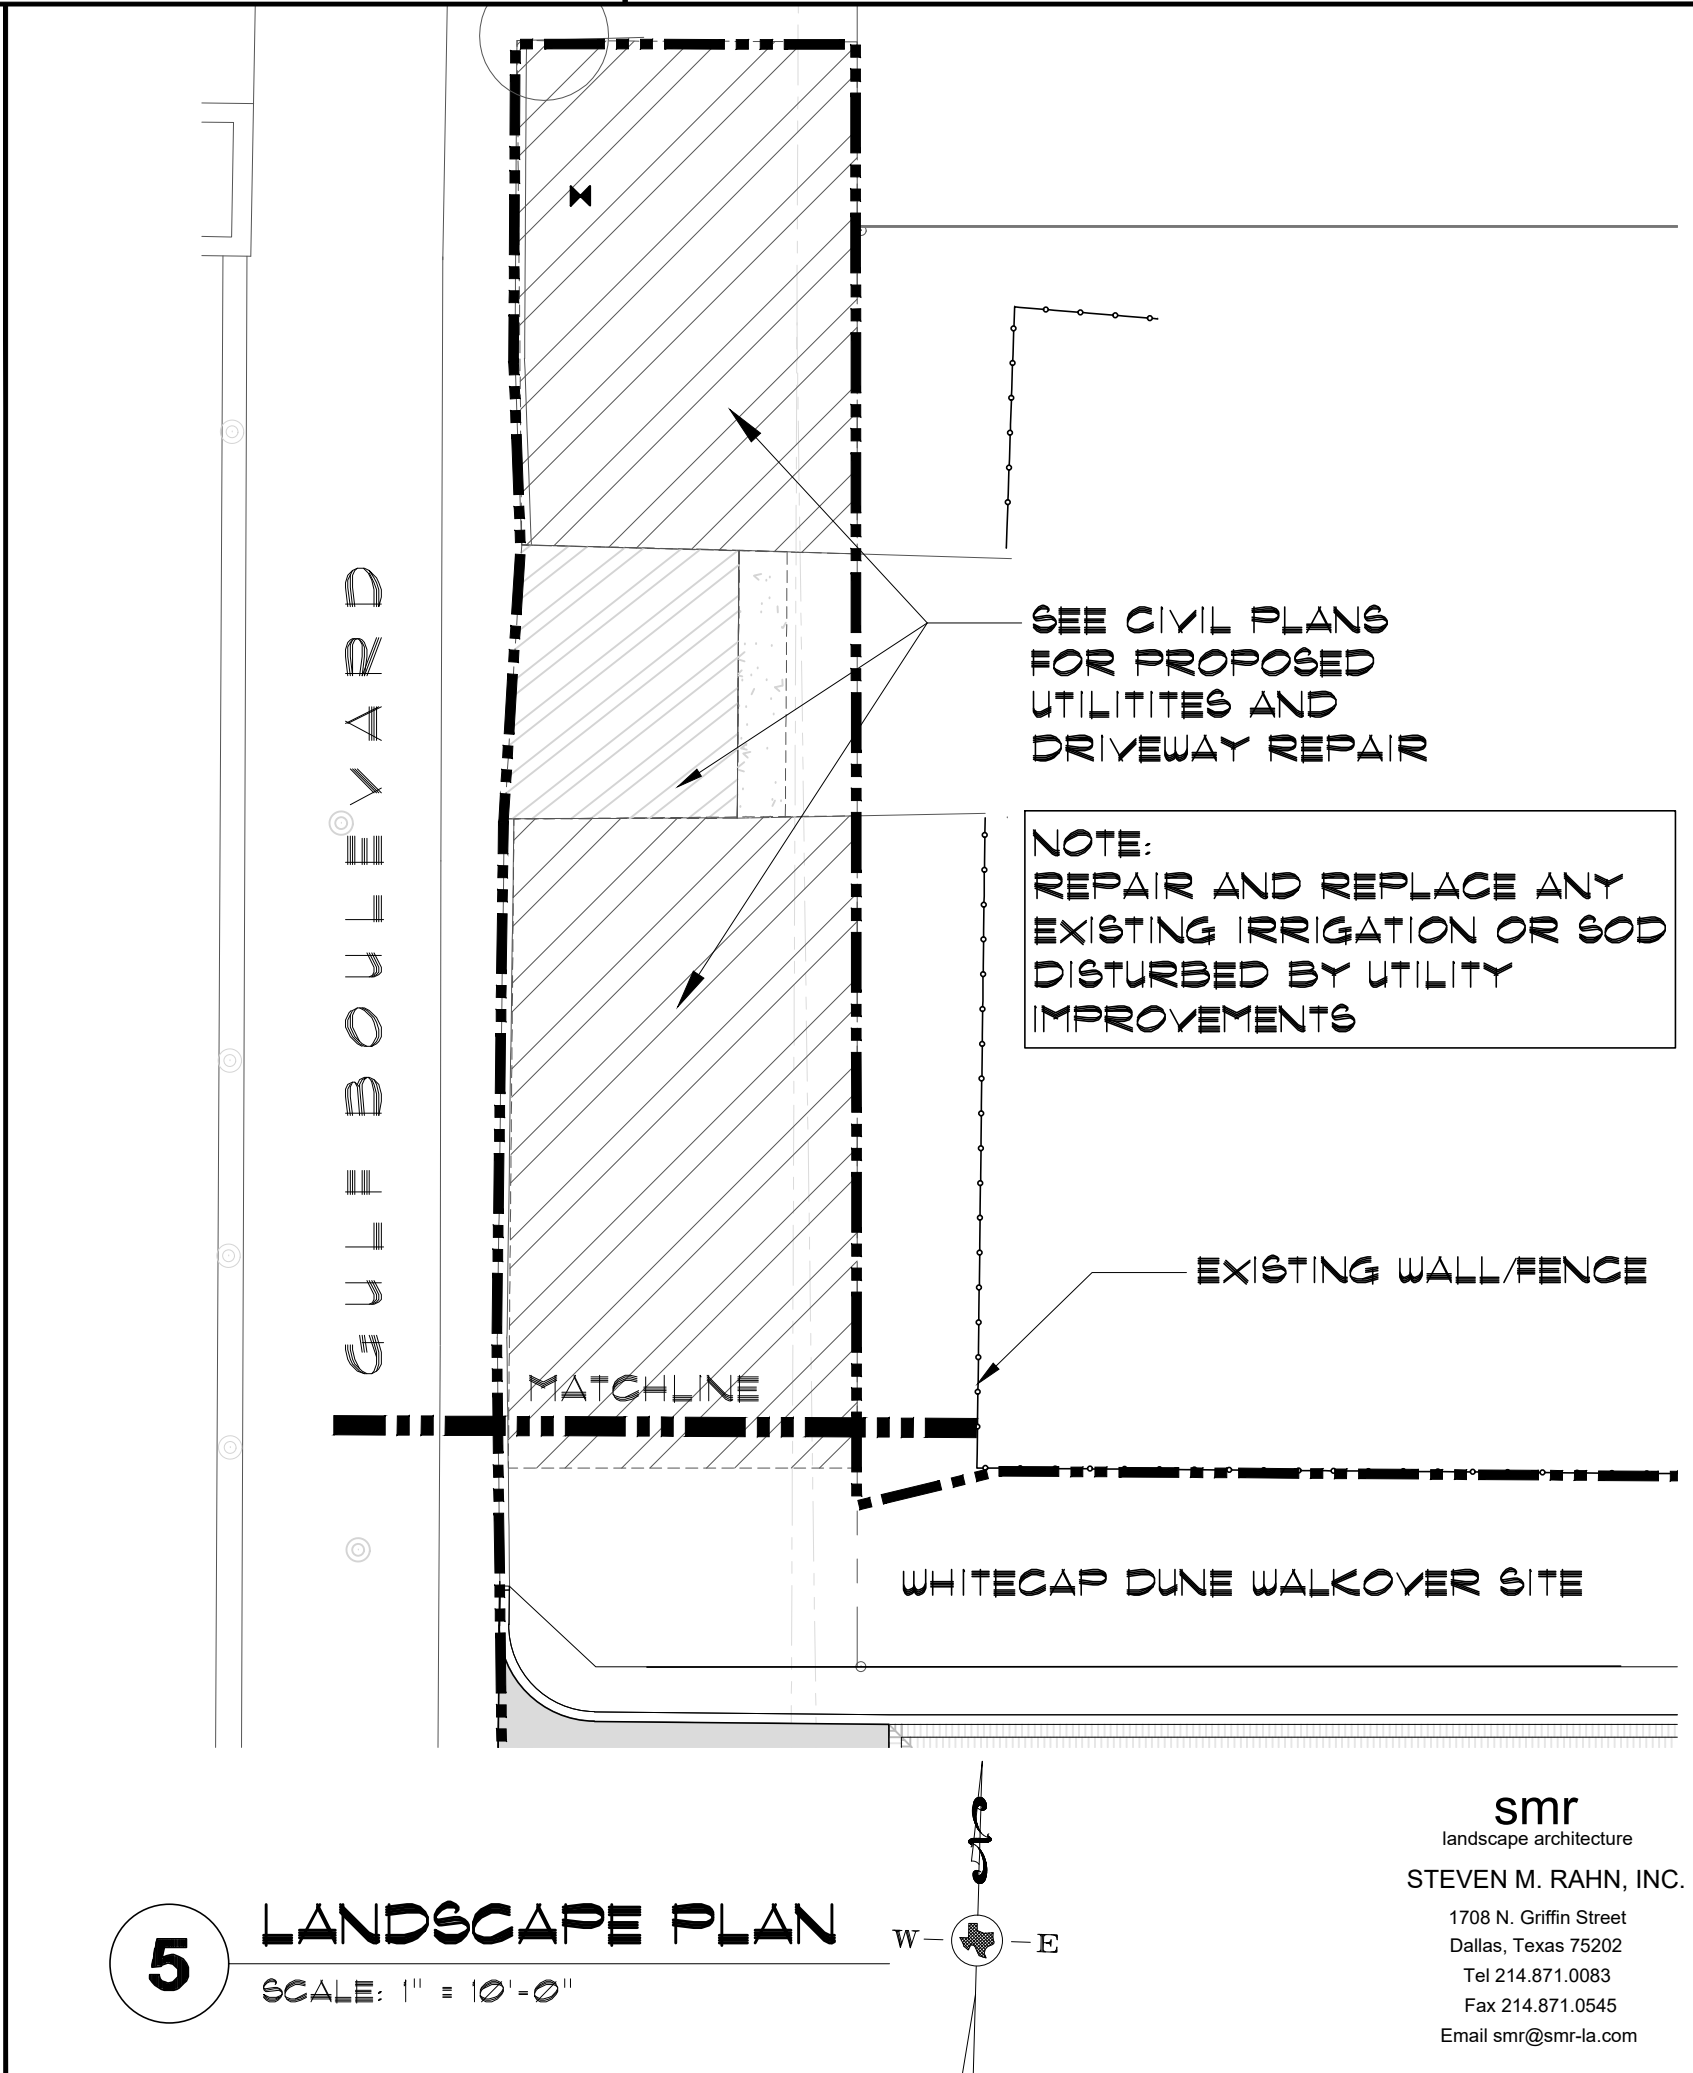 GULF BOULEVARD
SEE CIVIL PLANS
FOR PROPOSED
UTILITITES AND
DRIVEWAY REPAIR
NOTE:
REPAIR AND REPLACE ANY
EXISTING IRRIGATION OR SOD
DISTURBED BY UTILITY
IMPROVEMENTS
EXISTING WALL/FENCE
MATCHLINE
WHITECAP DUNE WALKOVER SITE
5
LANDSCAPE PLAN
SCALE: 1" = 10'-0"
W
E
smr
landscape architecture
STEVEN M. RAHN, INC.
1708 N. Griffin Street
Dallas, Texas 75202
Tel 214.871.0083
Fax 214.871.0545
Email smr@smr-la.com